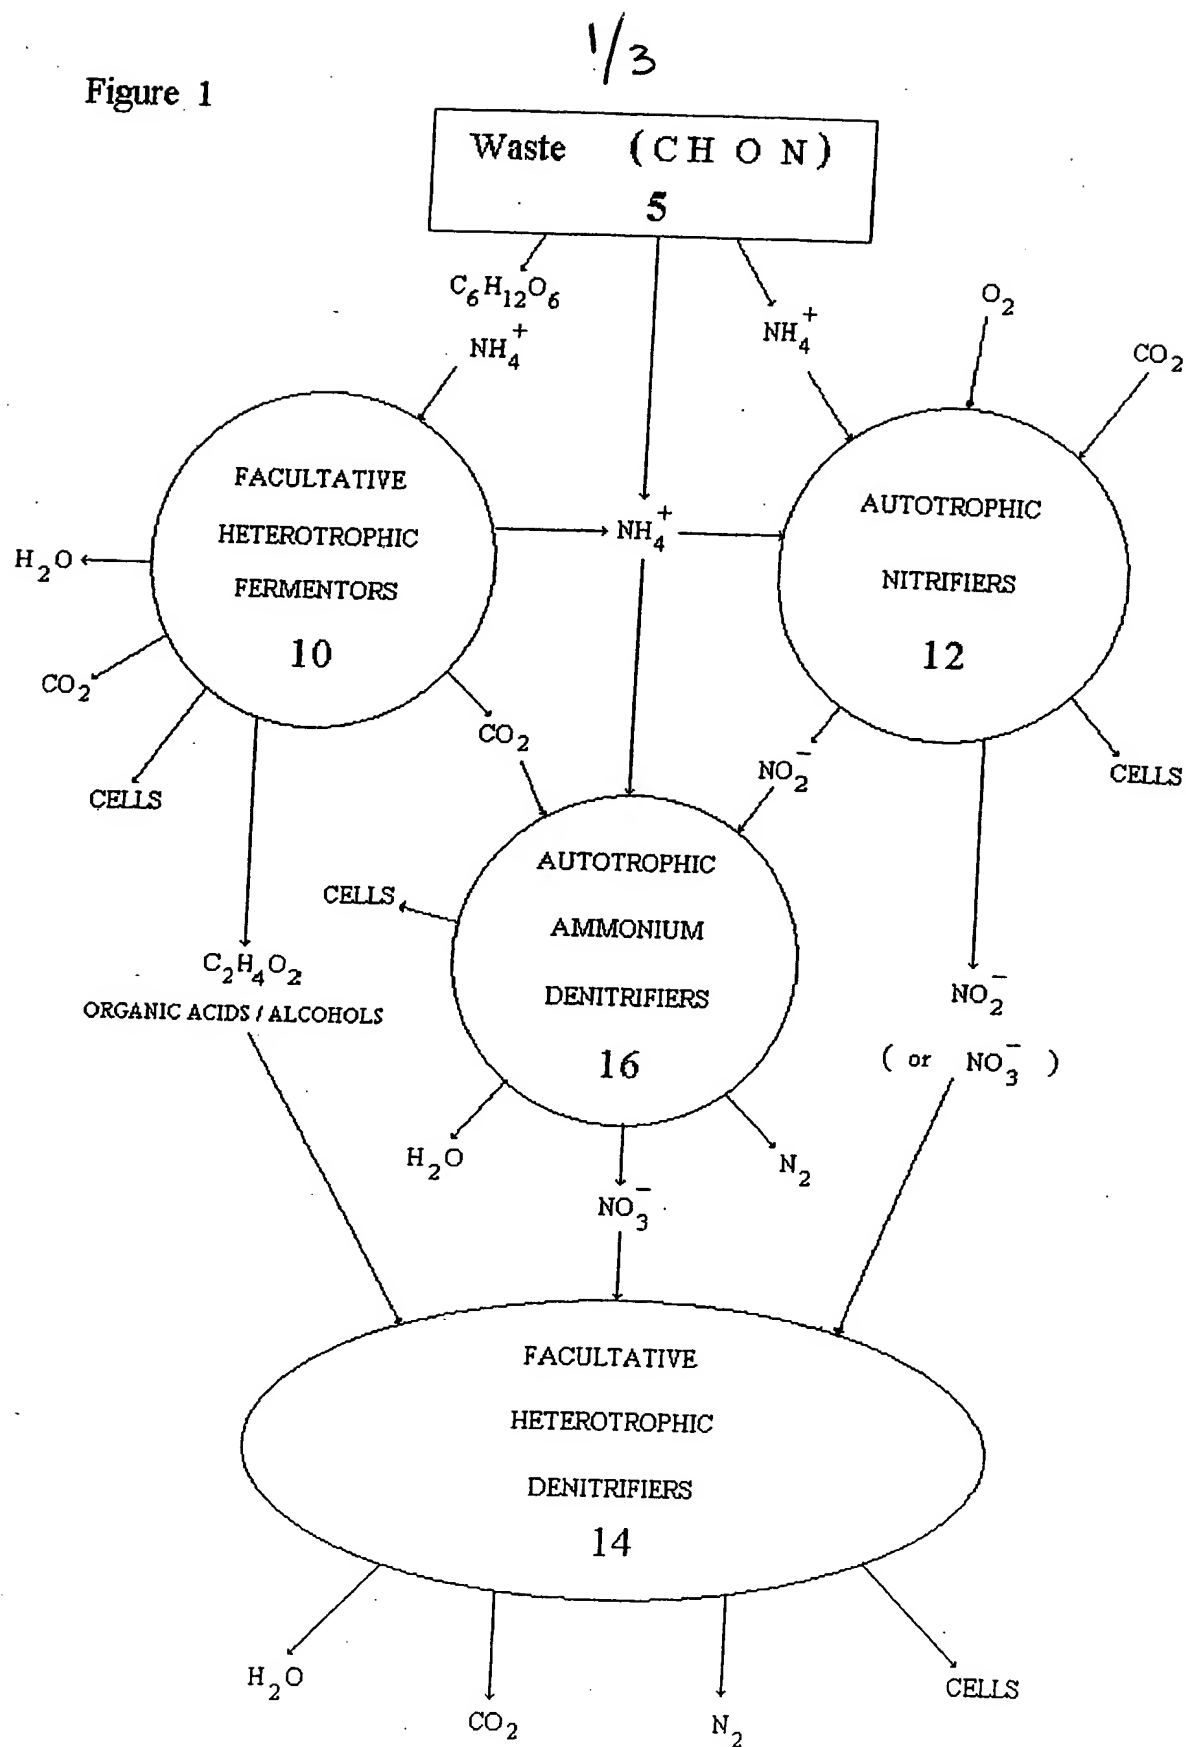 1/3
Figure 1
Waste (CHON)
5
C6H12O6
NH4+
NH4+
O2
CO2
FACULTATIVE
HETEROTROPHIC
FERMENTORS
10
NH4+
AUTOTROPHIC
NITRIFIERS
12
H2O
CO2
CELLS
CO2
NO2-
CELLS
AUTOTROPHIC
AMMONIUM
DENITRIFIERS
16
CELLS
C2H4O2
ORGANIC ACIDS / ALCOHOLS
NO2-
( or NO3- )
H2O
NO3-
N2
FACULTATIVE
HETEROTROPHIC
DENITRIFIERS
14
H2O
CO2
N2
CELLS